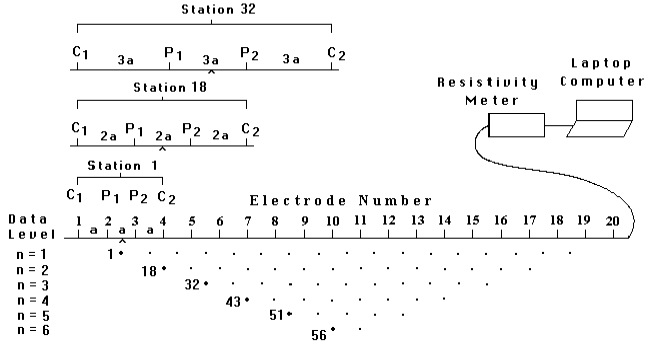 Station 32
C1 3a P1 3a P2 3a C2
Resistivity Meter
Laptop Computer
Station 18
C1 2a P1 2a P2 2a C2
Station 1
C1 P1 P2 C2
Electrode Number
Data Level
1 2 3 4 5 6 7 8 9 10 11 12 13 14 15 16 17 18 19 20
a a a
n = 1 1
n = 2 18
n = 3 32
n = 4 43
n = 5 51
n = 6 56